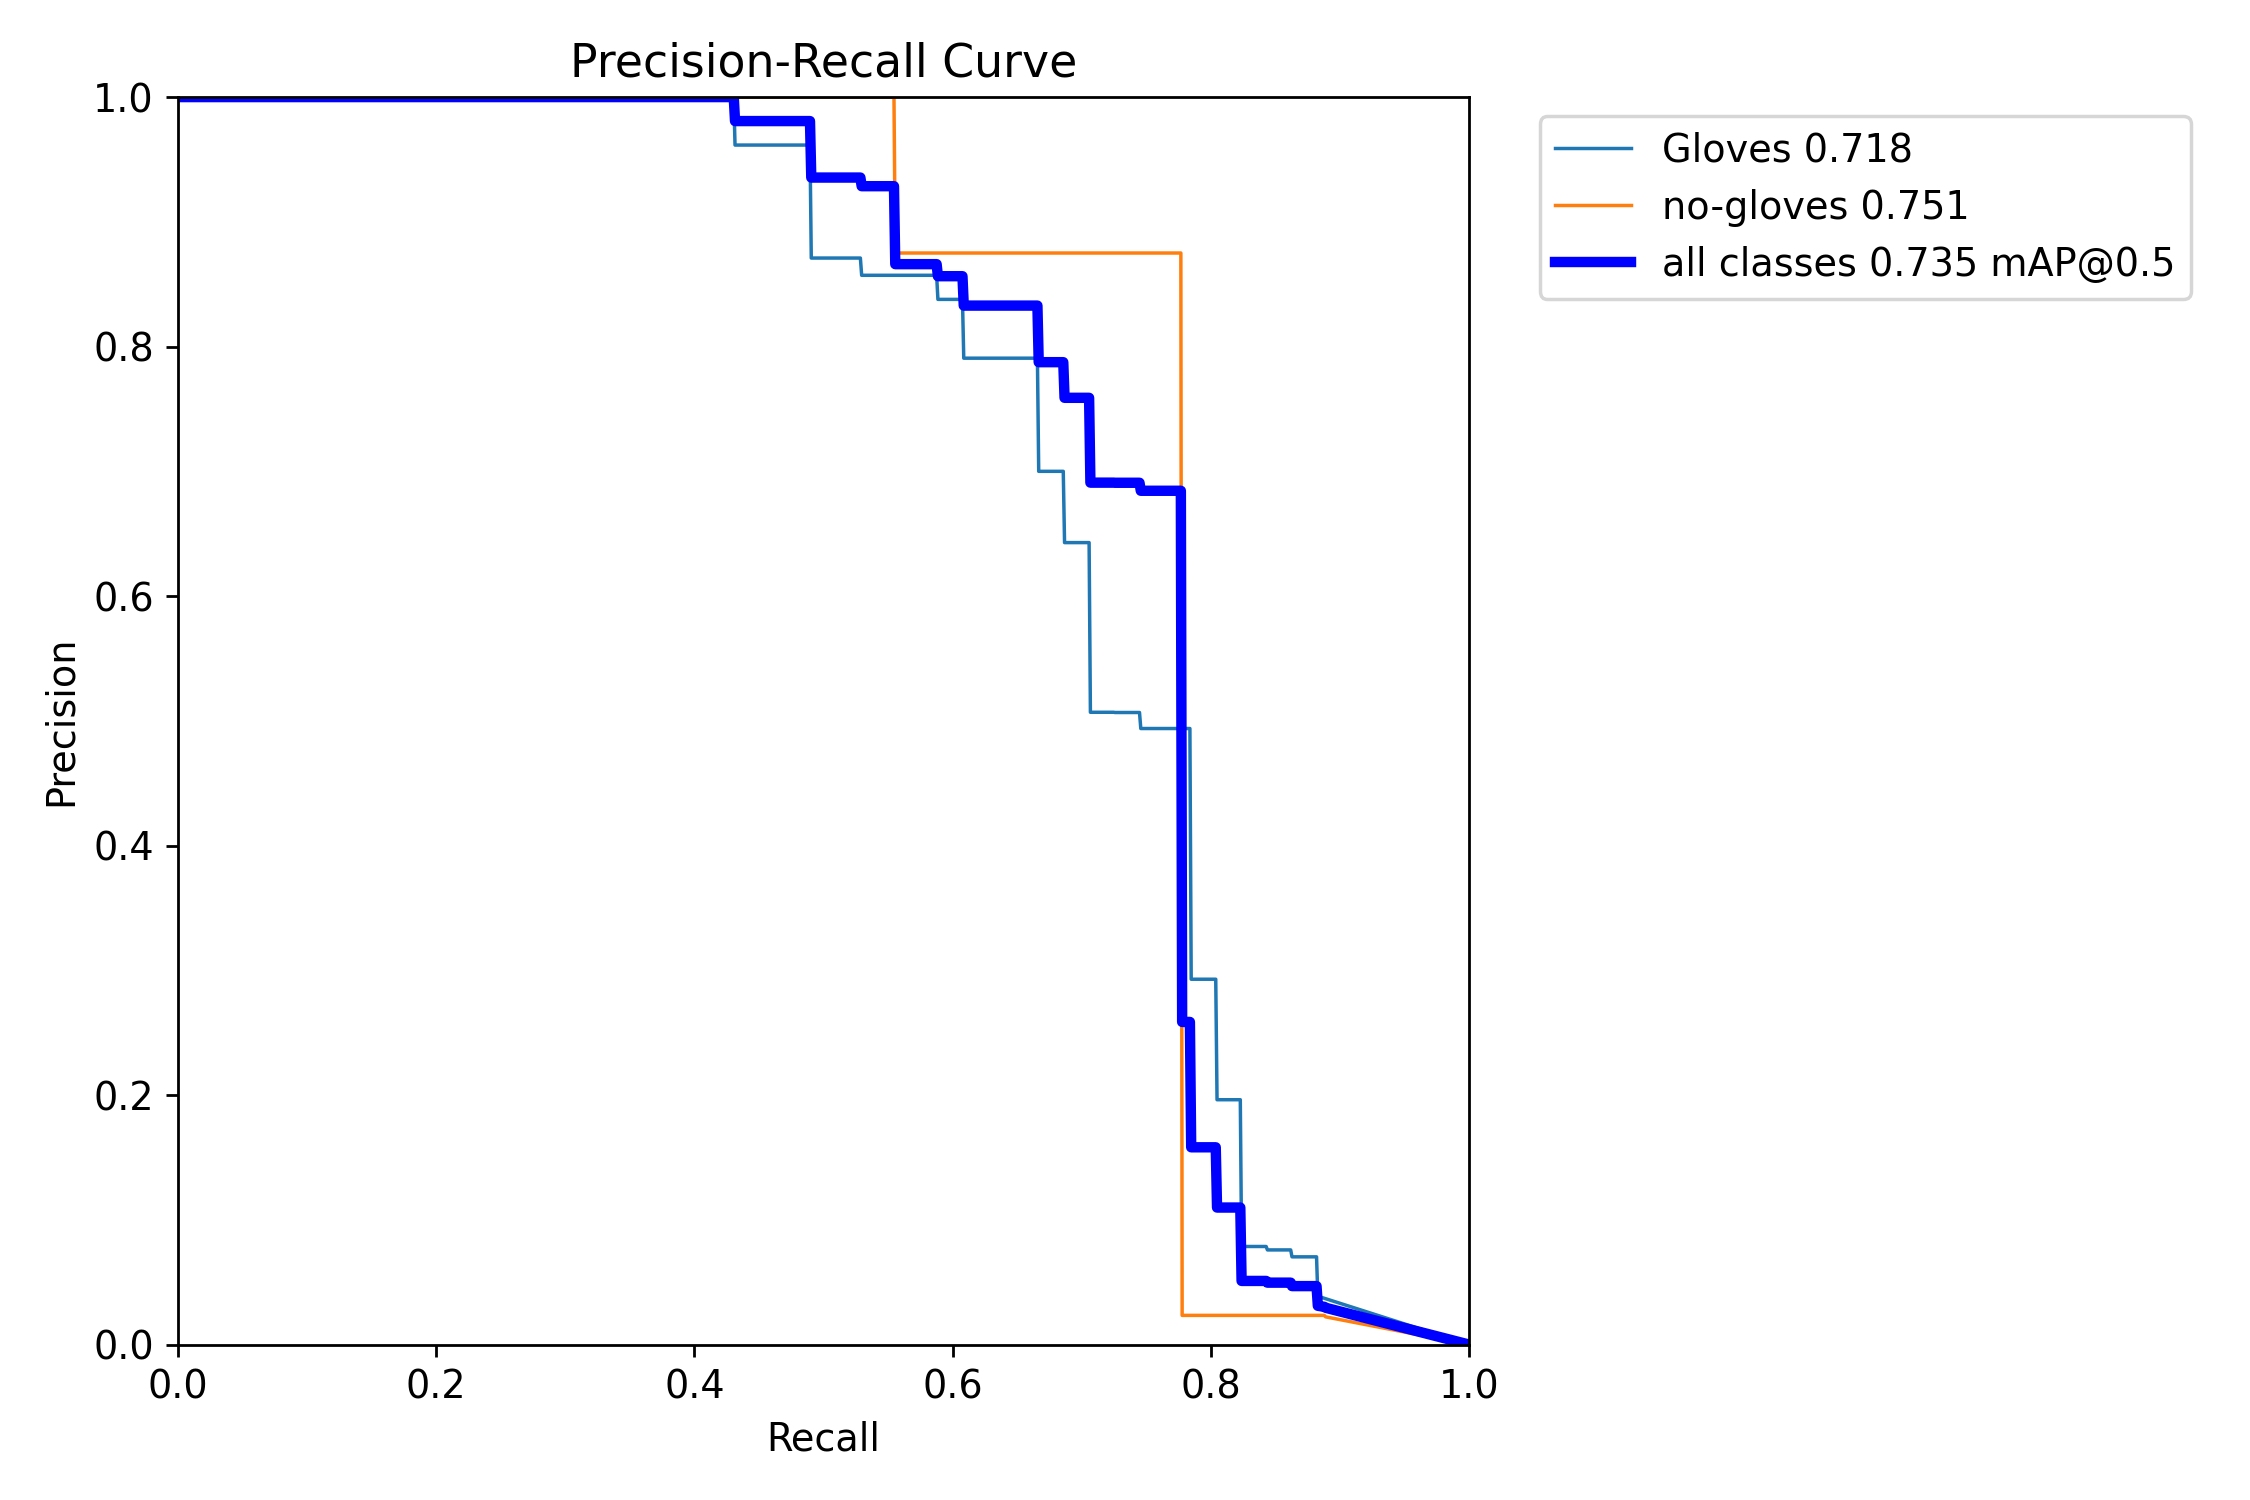 Precision-Recall Curve
1.0
0.8
0.6
0.4
0.2
0.0
Precision
0.0 0.2 0.4 0.6 0.8 1.0
Recall
Gloves 0.718
no-gloves 0.751
all classes 0.735 mAP@0.5